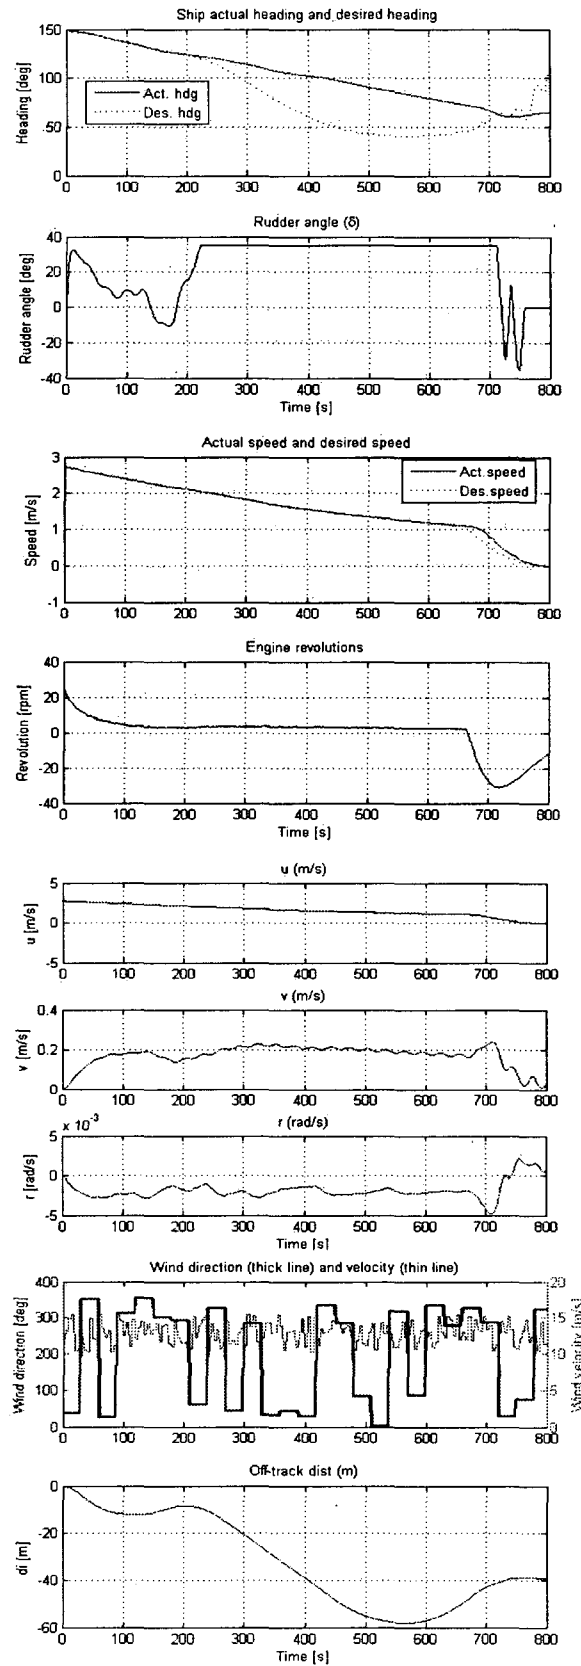 Ship actual heading and desired heading
150
100
50
0
Heading [deg]
Act. hdg
Des. hdg
0 100 200 300 400 500 600 700 800
Rudder angle (δ)
40
20
0
-20
-40
Rudder angle [deg]
0 100 200 300 400 500 600 700 800
Time [s]
Actual speed and desired speed
3
2
1
0
-1
Speed [m/s]
Act.speed
Des.speed
0 100 200 300 400 500 600 700 800
Engine revolutions
40
20
0
-20
-40
Revolution [rpm]
0 100 200 300 400 500 600 700 800
Time [s]
u (m/s)
5
0
-5
u [m/s]
0 100 200 300 400 500 600 700 800
v (m/s)
0.4
0.2
0
v [m/s]
0 100 200 300 400 500 600 700 800
x 10-3
r (rad/s)
5
0
-5
r [rad/s]
0 100 200 300 400 500 600 700 800
Time [s]
Wind direction (thick line) and velocity (thin line)
400
300
200
100
0
Wind direction [deg]
20
15
10
5
0
Wind velocity [m/s]
0 100 200 300 400 500 600 700 800
Off-track dist (m)
0
-20
-40
-60
di [m]
0 100 200 300 400 500 600 700 800
Time [s]